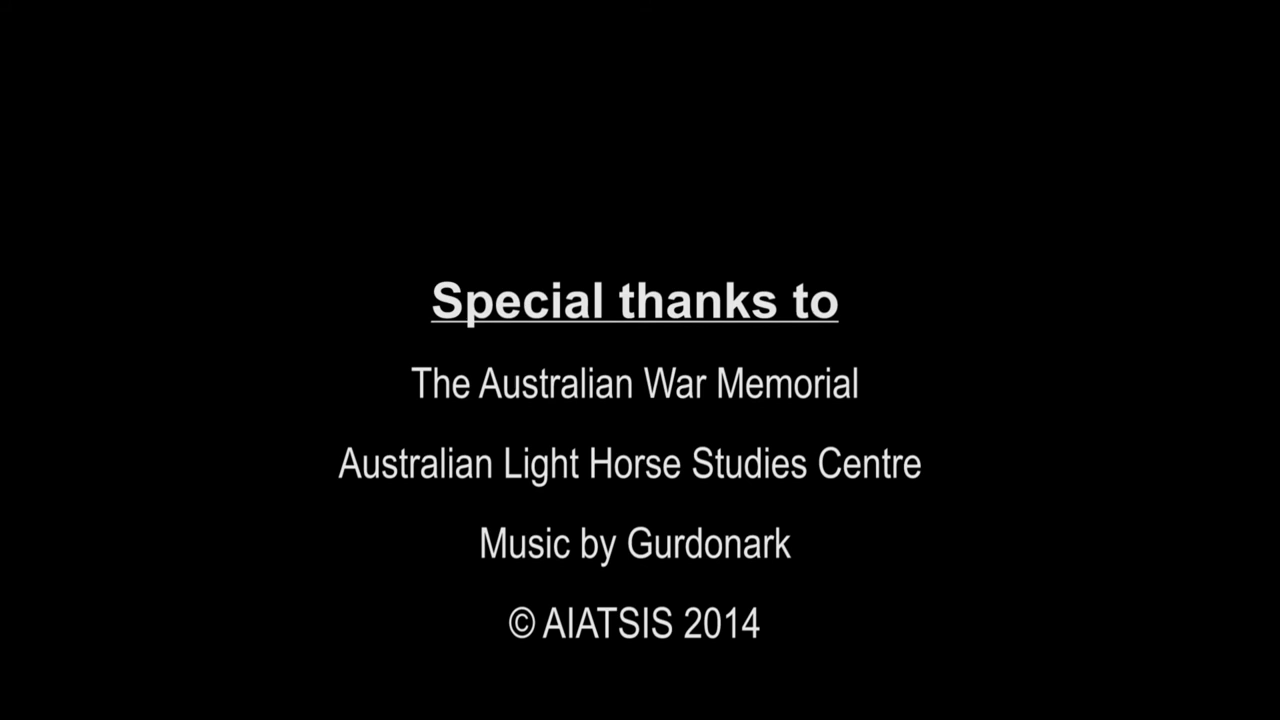 Special thanks to
The Australian War Memorial
Australian Light Horse Studies Centre
Music by Gurdonark
© AIATSIS 2014